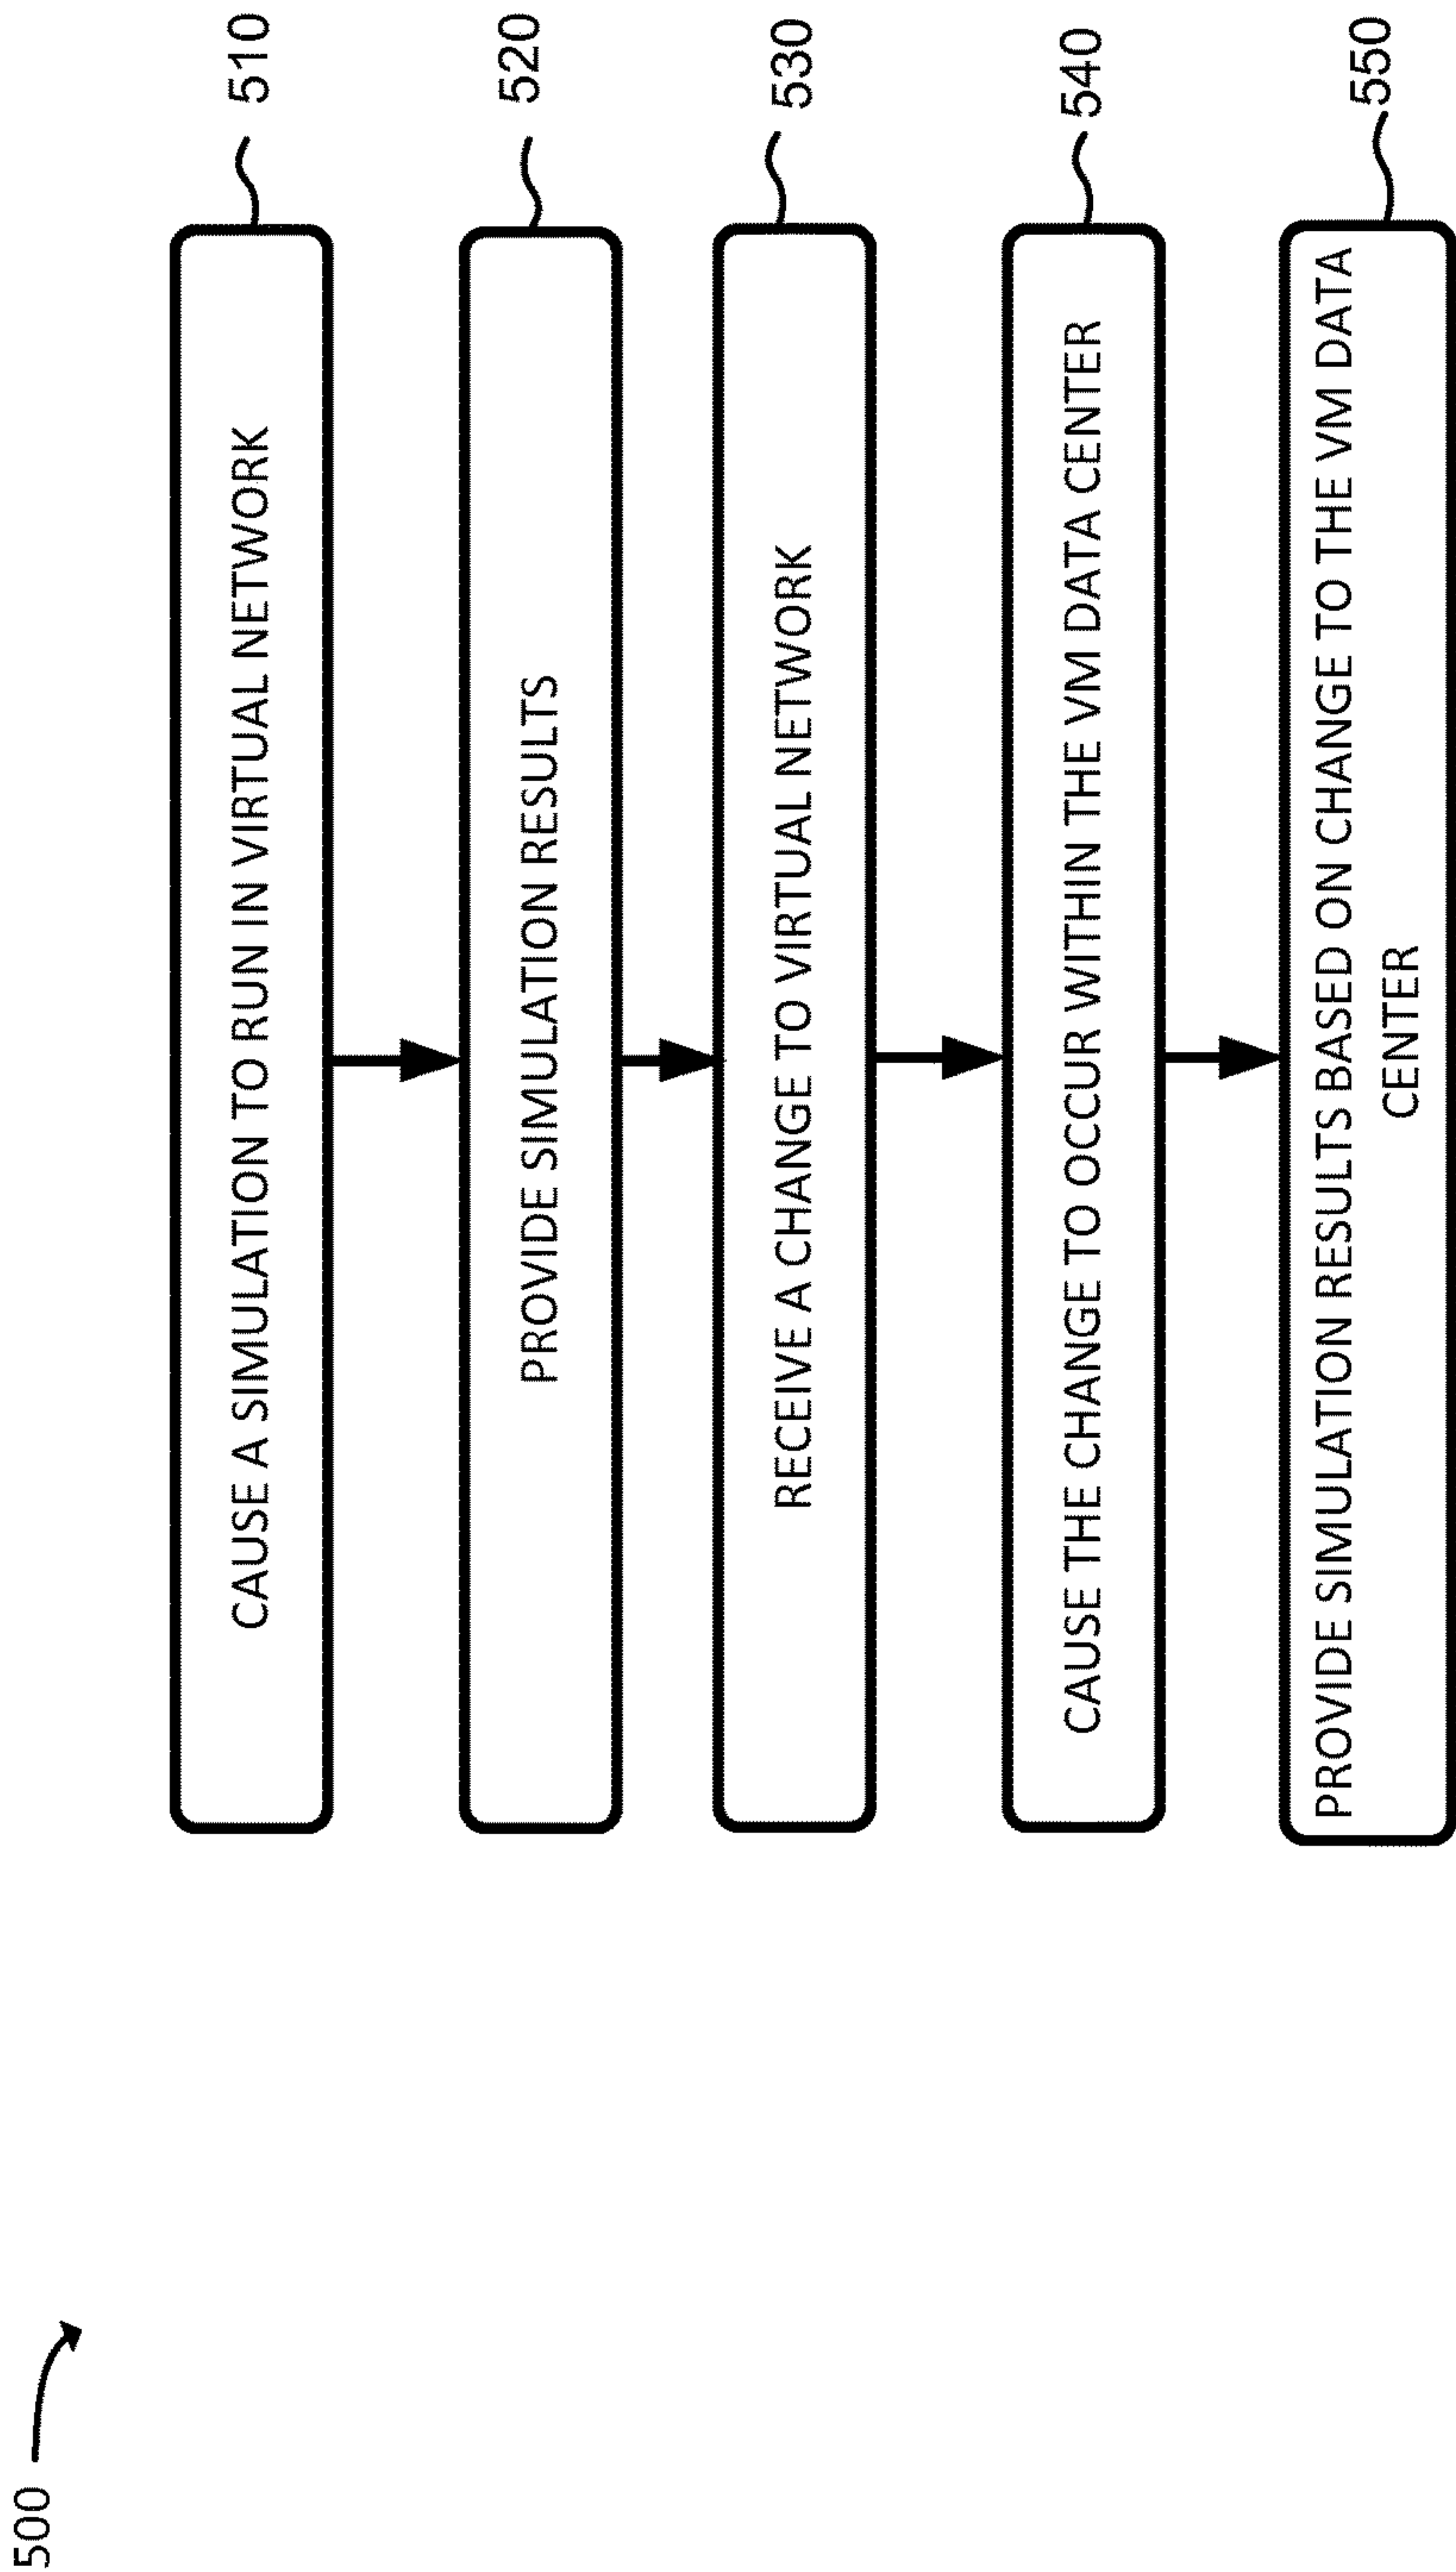 500
CAUSE A SIMULATION TO RUN IN VIRTUAL NETWORK
510
PROVIDE SIMULATION RESULTS
520
RECEIVE A CHANGE TO VIRTUAL NETWORK
530
CAUSE THE CHANGE TO OCCUR WITHIN THE VM DATA CENTER
540
PROVIDE SIMULATION RESULTS BASED ON CHANGE TO THE VM DATA
CENTER
550